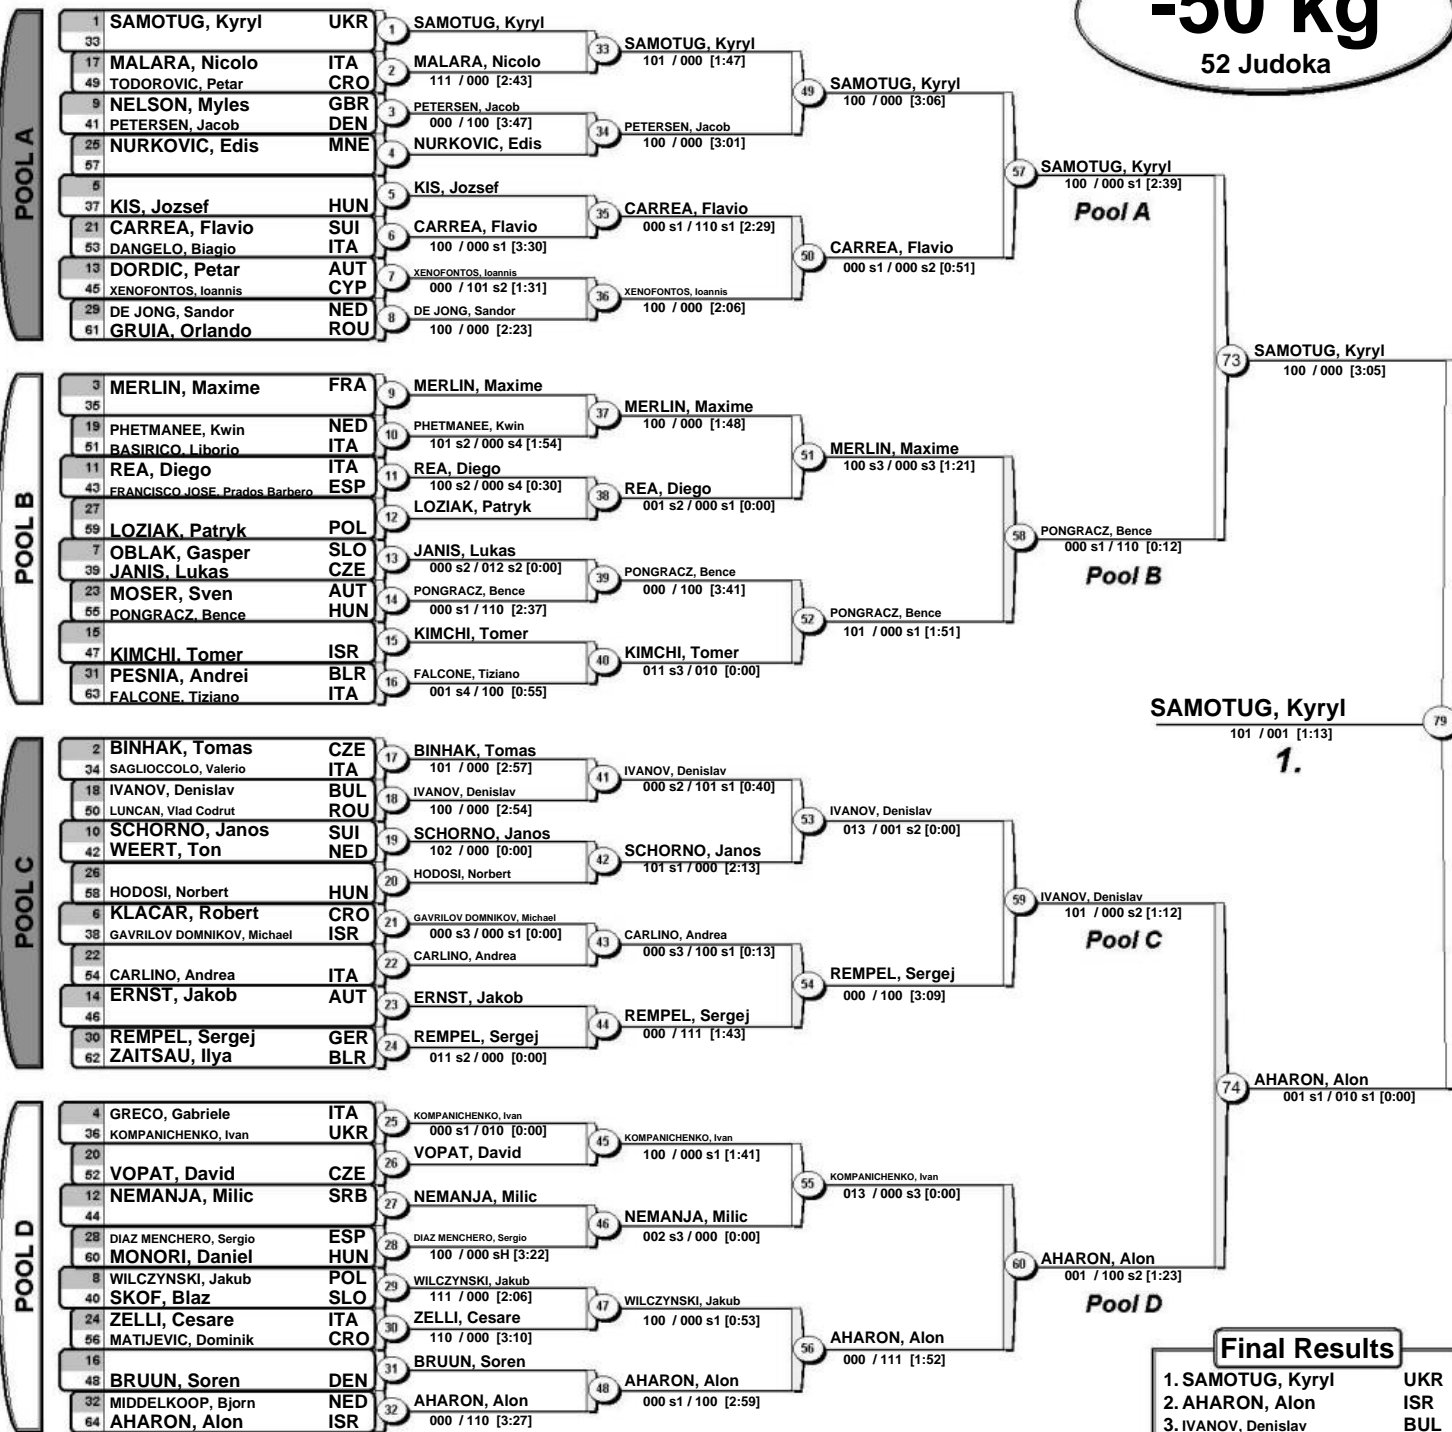 -50 kg
52 Judoka
POOL A
1 SAMOTUG, Kyryl UKR
33
17 MALARA, Nicolo ITA
49 TODOROVIC, Petar CRO
9 NELSON, Myles GBR
41 PETERSEN, Jacob DEN
25 NURKOVIC, Edis MNE
57
5
37 KIS, Jozsef HUN
21 CARREA, Flavio SUI
53 DANGELO, Biagio ITA
13 DORDIC, Petar AUT
45 XENOFONTOS, Ioannis CYP
29 DE JONG, Sandor NED
61 GRUIA, Orlando ROU
1 SAMOTUG, Kyryl
2 MALARA, Nicolo
111 / 000 [2:43]
3 PETERSEN, Jacob
000 / 100 [3:47]
4 NURKOVIC, Edis
5 KIS, Jozsef
6 CARREA, Flavio
100 / 000 s1 [3:30]
7 XENOFONTOS, Ioannis
000 / 101 s2 [1:31]
8 DE JONG, Sandor
100 / 000 [2:23]
33 SAMOTUG, Kyryl
101 / 000 [1:47]
34 PETERSEN, Jacob
100 / 000 [3:01]
35 CARREA, Flavio
000 s1 / 110 s1 [2:29]
36 XENOFONTOS, Ioannis
100 / 000 [2:06]
49 SAMOTUG, Kyryl
100 / 000 [3:06]
50 CARREA, Flavio
000 s1 / 000 s2 [0:51]
57 SAMOTUG, Kyryl
100 / 000 s1 [2:39]
Pool A
POOL B
3 MERLIN, Maxime FRA
35
19 PHETMANEE, Kwin NED
51 BASIRICO, Liborio ITA
11 REA, Diego ITA
43 FRANCISCO JOSE, Prados Barbero ESP
27
59 LOZIAK, Patryk POL
7 OBLAK, Gasper SLO
39 JANIS, Lukas CZE
23 MOSER, Sven AUT
55 PONGRACZ, Bence HUN
15
47 KIMCHI, Tomer ISR
31 PESNIA, Andrei BLR
63 FALCONE, Tiziano ITA
9 MERLIN, Maxime
10 PHETMANEE, Kwin
101 s2 / 000 s4 [1:54]
11 REA, Diego
100 s2 / 000 s4 [0:30]
12 LOZIAK, Patryk
13 JANIS, Lukas
000 s2 / 012 s2 [0:00]
14 PONGRACZ, Bence
000 s1 / 110 [2:37]
15 KIMCHI, Tomer
16 FALCONE, Tiziano
001 s4 / 100 [0:55]
37 MERLIN, Maxime
100 / 000 [1:48]
38 REA, Diego
001 s2 / 000 s1 [0:00]
39 PONGRACZ, Bence
000 / 100 [3:41]
40 KIMCHI, Tomer
011 s3 / 010 [0:00]
51 MERLIN, Maxime
100 s3 / 000 s3 [1:21]
52 PONGRACZ, Bence
101 / 000 s1 [1:51]
58 PONGRACZ, Bence
000 s1 / 110 [0:12]
Pool B
73 SAMOTUG, Kyryl
100 / 000 [3:05]
SAMOTUG, Kyryl 79
101 / 001 [1:13]
1.
POOL C
2 BINHAK, Tomas CZE
34 SAGLIOCCOLO, Valerio ITA
18 IVANOV, Denislav BUL
50 LUNCAN, Vlad Codrut ROU
10 SCHORNO, Janos SUI
42 WEERT, Ton NED
26
58 HODOSI, Norbert HUN
6 KLACAR, Robert CRO
38 GAVRILOV DOMNIKOV, Michael ISR
22
54 CARLINO, Andrea ITA
14 ERNST, Jakob AUT
46
30 REMPEL, Sergej GER
62 ZAITSAU, Ilya BLR
17 BINHAK, Tomas
101 / 000 [2:57]
18 IVANOV, Denislav
100 / 000 [2:54]
19 SCHORNO, Janos
102 / 000 [0:00]
20 HODOSI, Norbert
21 GAVRILOV DOMNIKOV, Michael
000 s3 / 000 s1 [0:00]
22 CARLINO, Andrea
23 ERNST, Jakob
24 REMPEL, Sergej
011 s2 / 000 [0:00]
41 IVANOV, Denislav
000 s2 / 101 s1 [0:40]
42 SCHORNO, Janos
101 s1 / 000 [2:13]
43 CARLINO, Andrea
000 s3 / 100 s1 [0:13]
44 REMPEL, Sergej
000 / 111 [1:43]
53 IVANOV, Denislav
013 / 001 s2 [0:00]
54 REMPEL, Sergej
000 / 100 [3:09]
59 IVANOV, Denislav
101 / 000 s2 [1:12]
Pool C
POOL D
4 GRECO, Gabriele ITA
36 KOMPANICHENKO, Ivan UKR
20
52 VOPAT, David CZE
12 NEMANJA, Milic SRB
44
28 DIAZ MENCHERO, Sergio ESP
60 MONORI, Daniel HUN
8 WILCZYNSKI, Jakub POL
40 SKOF, Blaz SLO
24 ZELLI, Cesare ITA
56 MATIJEVIC, Dominik CRO
16
48 BRUUN, Soren DEN
32 MIDDELKOOP, Bjorn NED
64 AHARON, Alon ISR
25 KOMPANICHENKO, Ivan
000 s1 / 010 [0:00]
26 VOPAT, David
27 NEMANJA, Milic
28 DIAZ MENCHERO, Sergio
100 / 000 sH [3:22]
29 WILCZYNSKI, Jakub
111 / 000 [2:06]
30 ZELLI, Cesare
110 / 000 [3:10]
31 BRUUN, Soren
32 AHARON, Alon
000 / 110 [3:27]
45 KOMPANICHENKO, Ivan
100 / 000 s1 [1:41]
46 NEMANJA, Milic
002 s3 / 000 [0:00]
47 WILCZYNSKI, Jakub
100 / 000 s1 [0:53]
48 AHARON, Alon
000 s1 / 100 [2:59]
55 KOMPANICHENKO, Ivan
013 / 000 s3 [0:00]
56 AHARON, Alon
000 / 111 [1:52]
60 AHARON, Alon
001 / 100 s2 [1:23]
Pool D
74 AHARON, Alon
001 s1 / 010 s1 [0:00]
Final Results
1. SAMOTUG, Kyryl UKR
2. AHARON, Alon ISR
3. IVANOV, Denislav BUL